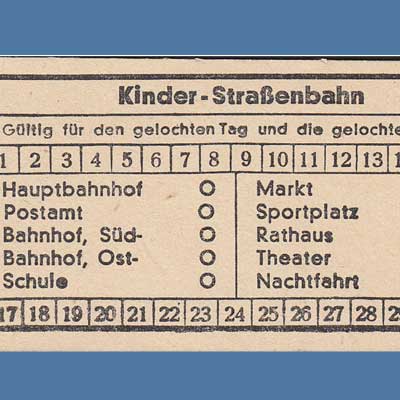 Kinder-Straßenbahn
Gültig für den gelochten Tag und die gelochte
1 2 3 4 5 6 7 8 9 10 11 12 13
Hauptbahnhof O Markt
Postamt O Sportplatz
Bahnhof, Süd- O Rathaus
Bahnhof, Ost- O Theater
Schule O Nachtfahrt
17 18 19 20 21 22 23 24 25 26 27 28